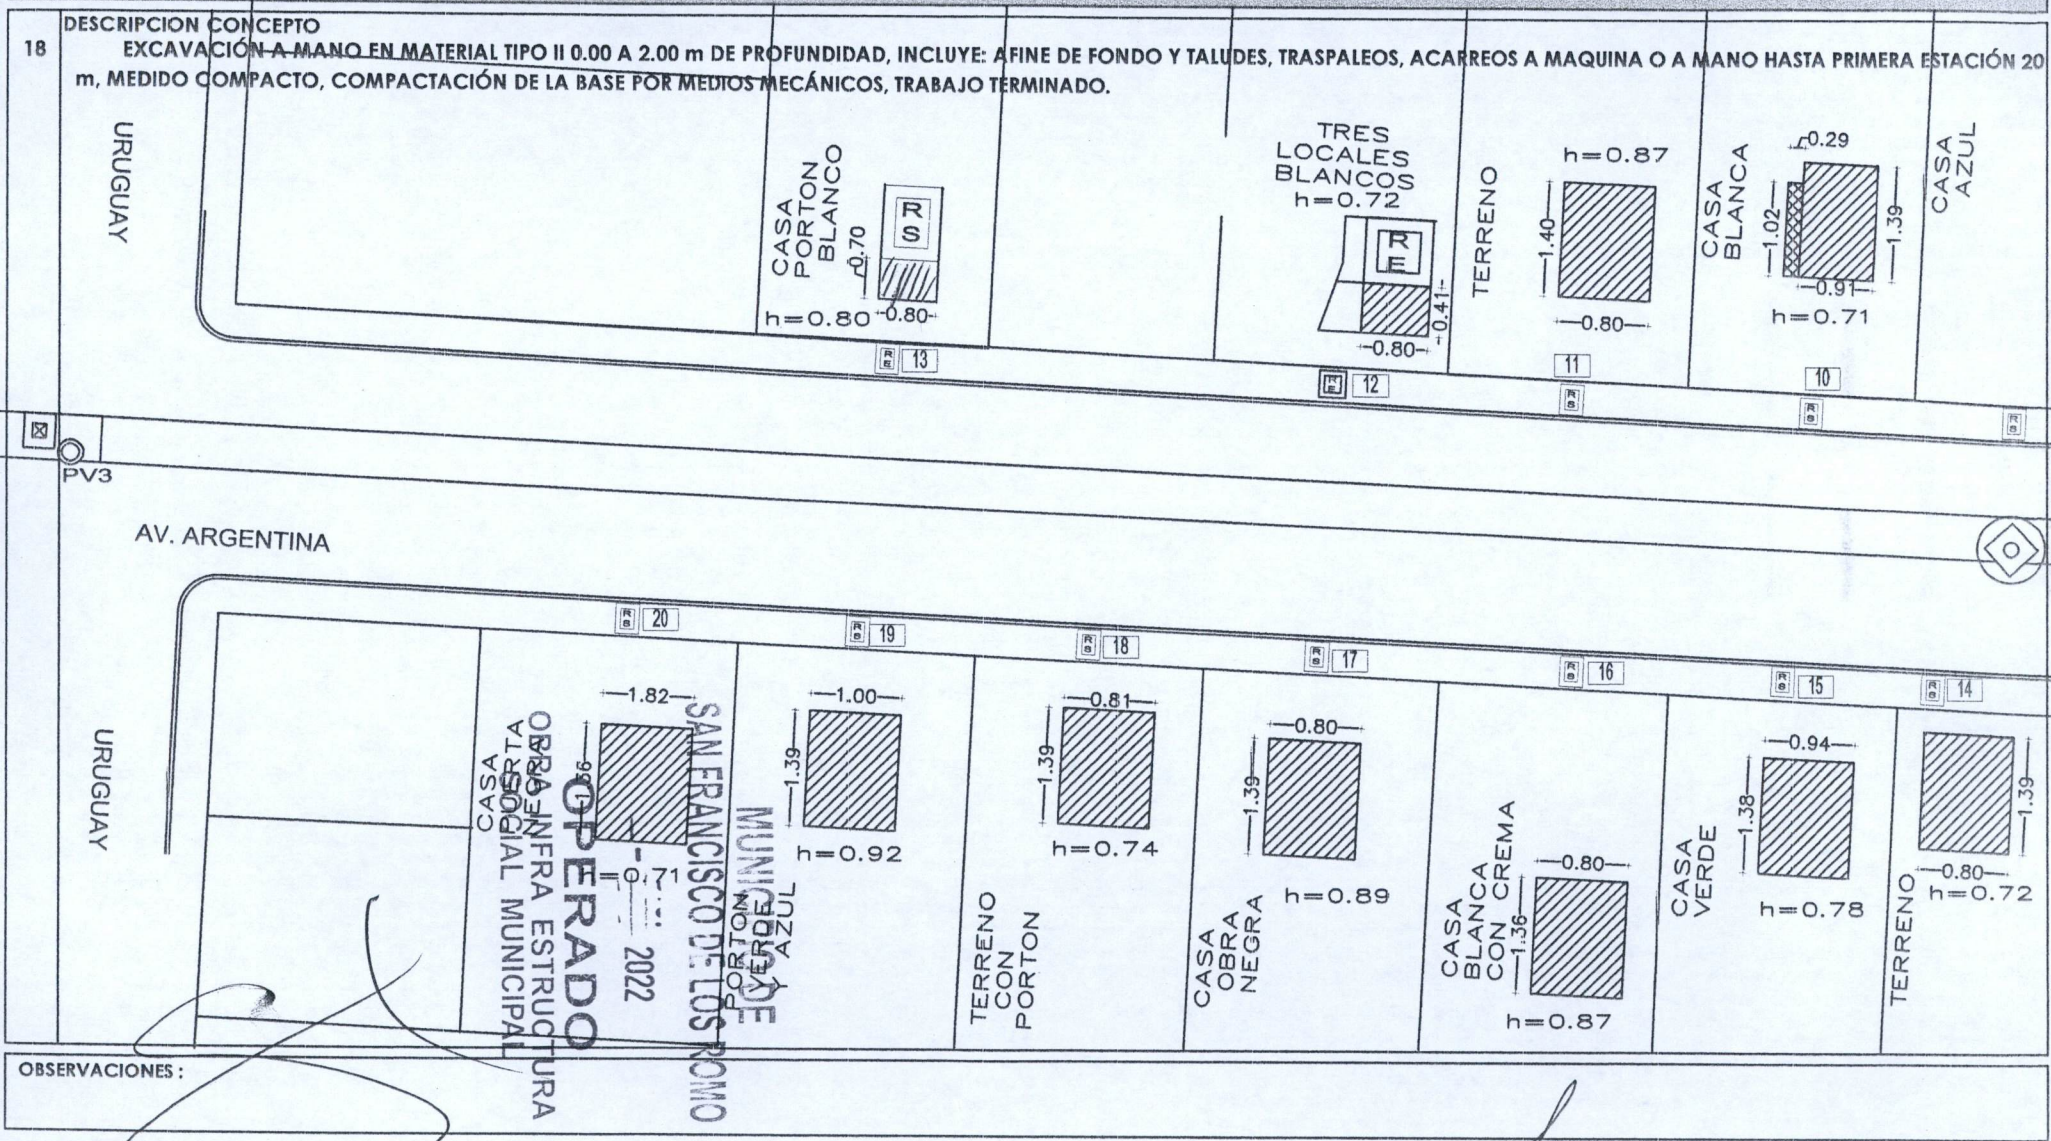 DESCRIPCION CONCEPTO
18 EXCAVACIÓN A MANO EN MATERIAL TIPO II 0.00 A 2.00 m DE PROFUNDIDAD, INCLUYE: AFINE DE FONDO Y TALUDES, TRASPALEOS, ACARREOS A MAQUINA O A MANO HASTA PRIMERA ESTACIÓN 20
m, MEDIDO COMPACTO, COMPACTACIÓN DE LA BASE POR MEDIOS MECÁNICOS, TRABAJO TERMINADO.
URUGUAY
CASA
PORTON
BLANCO
0.70
R
S
h=0.80
0.80
TRES
LOCALES
BLANCOS
h=0.72
R
E
0.41
0.80
TERRENO
h=0.87
1.40
0.80
CASA
BLANCA
0.29
1.02
1.39
0.91
h=0.71
CASA
AZUL
R
E
13
R
E
12
11
R
S
10
R
S
R
S
PV3
AV. ARGENTINA
R
S
20
R
S
19
R
S
18
R
S
17
R
S
16
R
S
15
R
S
14
URUGUAY
CASA
1.82
h=0.71
PORTON
VERDE
Y
AZUL
1.00
1.39
h=0.92
TERRENO
CON
PORTON
0.81
1.39
h=0.74
CASA
OBRA
NEGRA
0.80
1.39
h=0.89
CASA
BLANCA
CON CREMA
0.80
1.36
h=0.87
CASA
VERDE
0.94
1.38
h=0.78
TERRENO
1.39
0.80
h=0.72
MUNICIPIO DE
SAN FRANCISCO DE LOS ROMO
2022
OPERADO
OBRA INFRA ESTRUCTURA
SOCIAL MUNICIPAL
OBSERVACIONES: